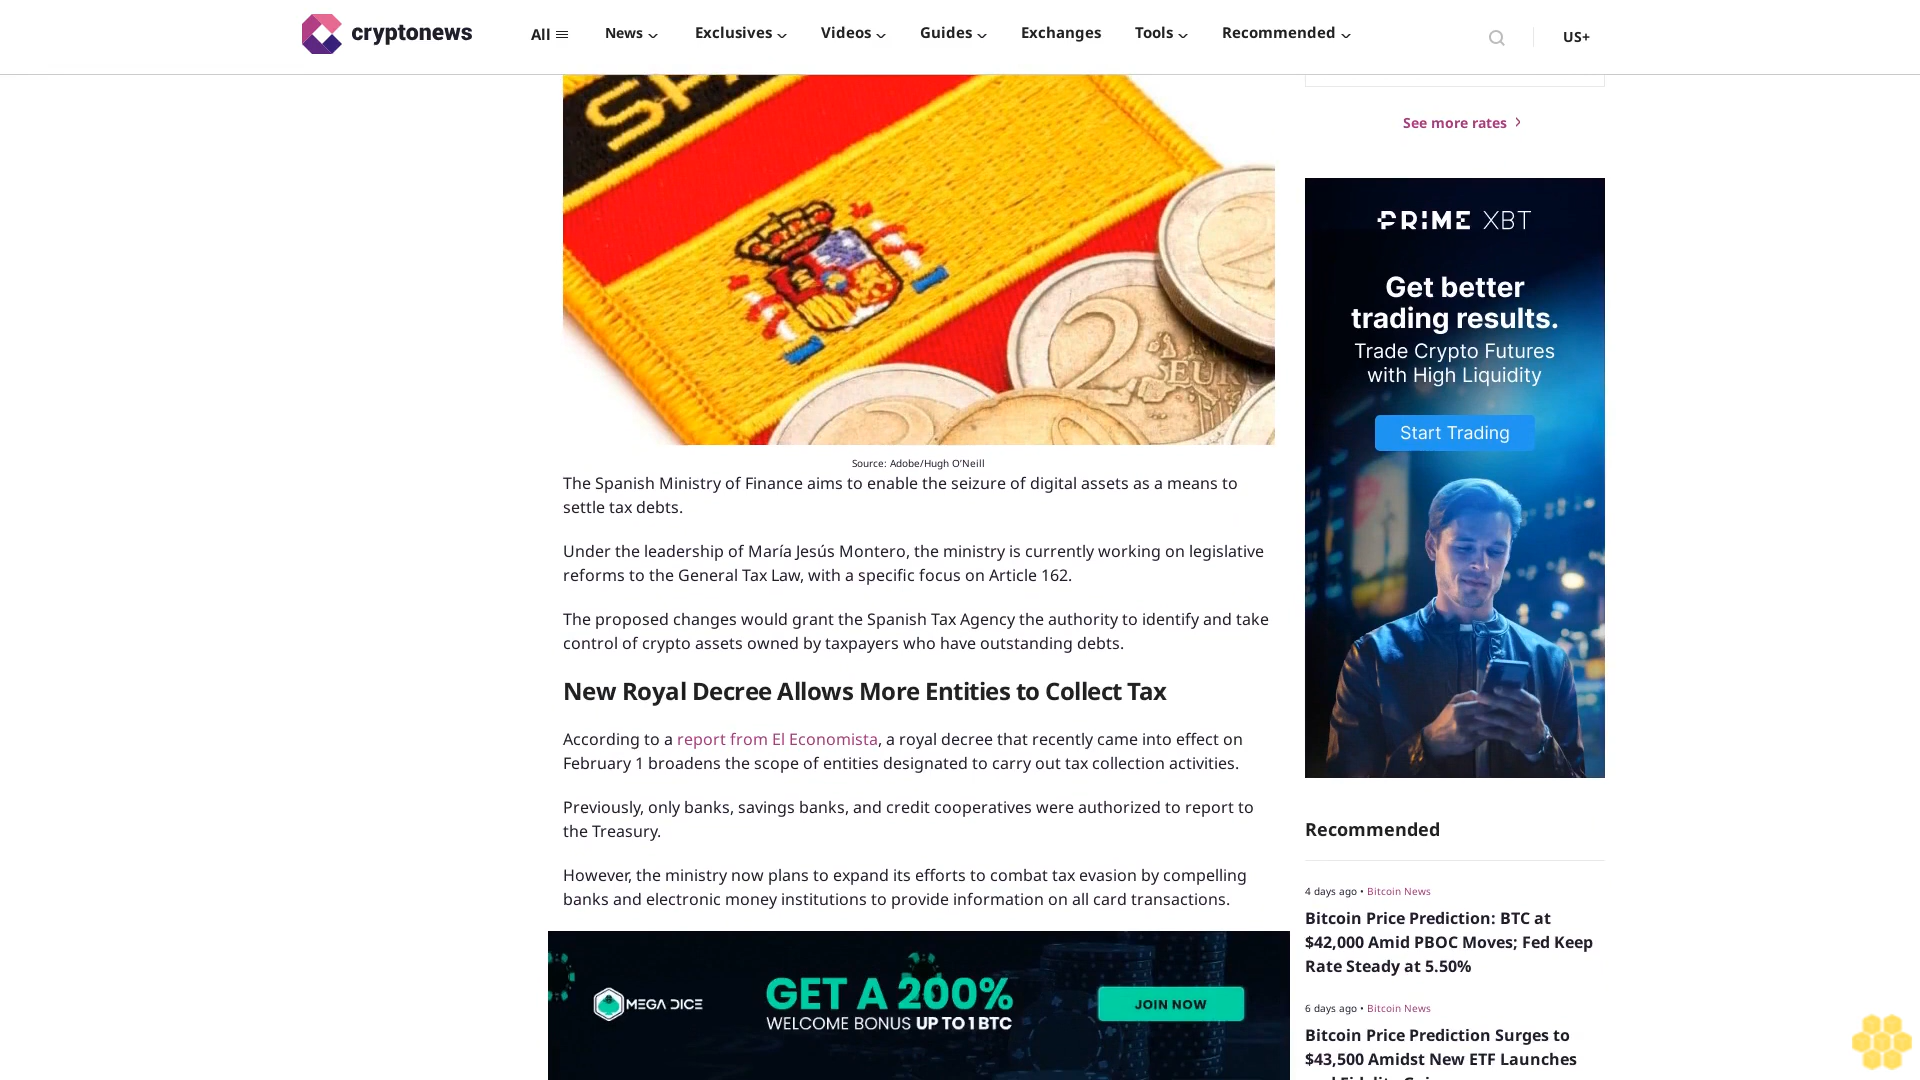 cryptonews
All
News
Exclusives
Videos
Guides
Exchanges
Tools
Recommended
US+
SPA
2
EURO
See more rates
PRIME XBT
Get better
trading results.
Trade Crypto Futures
with High Liquidity
Start Trading
Source: Adobe/Hugh O’Neill
The Spanish Ministry of Finance aims to enable the seizure of digital assets as a means to
settle tax debts.
Under the leadership of María Jesús Montero, the ministry is currently working on legislative
reforms to the General Tax Law, with a specific focus on Article 162.
The proposed changes would grant the Spanish Tax Agency the authority to identify and take
control of crypto assets owned by taxpayers who have outstanding debts.
New Royal Decree Allows More Entities to Collect Tax
According to a report from El Economista, a royal decree that recently came into effect on
February 1 broadens the scope of entities designated to carry out tax collection activities.
Previously, only banks, savings banks, and credit cooperatives were authorized to report to
the Treasury.
However, the ministry now plans to expand its efforts to combat tax evasion by compelling
banks and electronic money institutions to provide information on all card transactions.
MEGA DICE
GET A 200%
WELCOME BONUS UP TO 1 BTC
JOIN NOW
Recommended
4 days ago • Bitcoin News
Bitcoin Price Prediction: BTC at
$42,000 Amid PBOC Moves; Fed Keep
Rate Steady at 5.50%
6 days ago • Bitcoin News
Bitcoin Price Prediction Surges to
$43,500 Amidst New ETF Launches